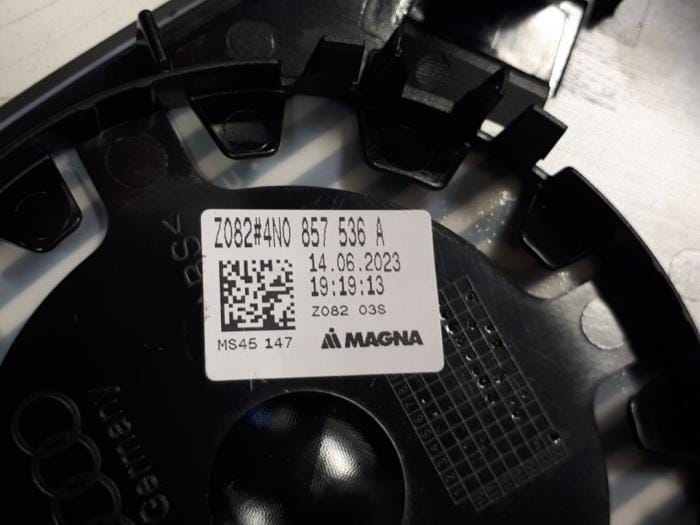 Z082#4N0 857 536 A
14.06.2023
19:19:13
Z082 03S
MS45 147
MAGNA
Germany